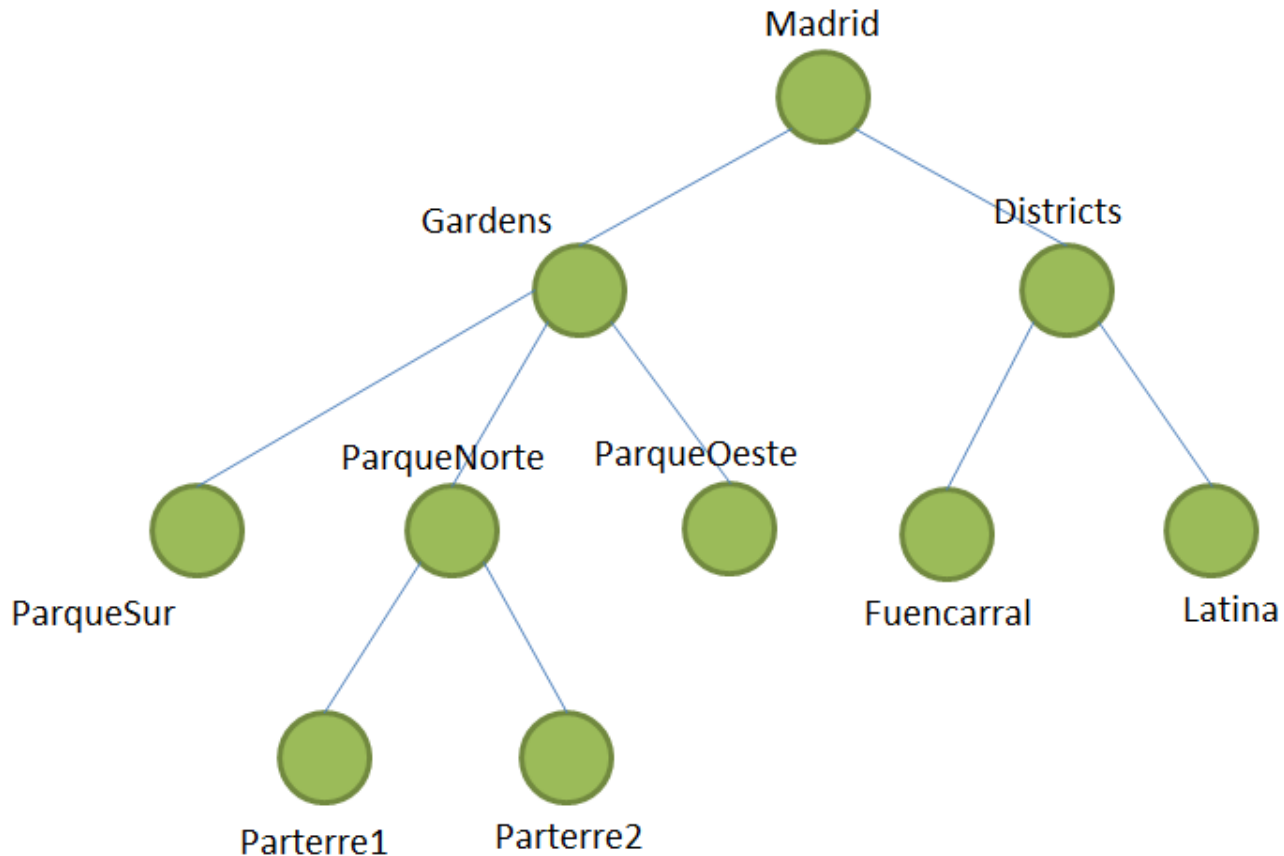 Madrid
Gardens
Districts
ParqueNorte
ParqueOeste
ParqueSur
Fuencarral
Latina
Parterre1
Parterre2